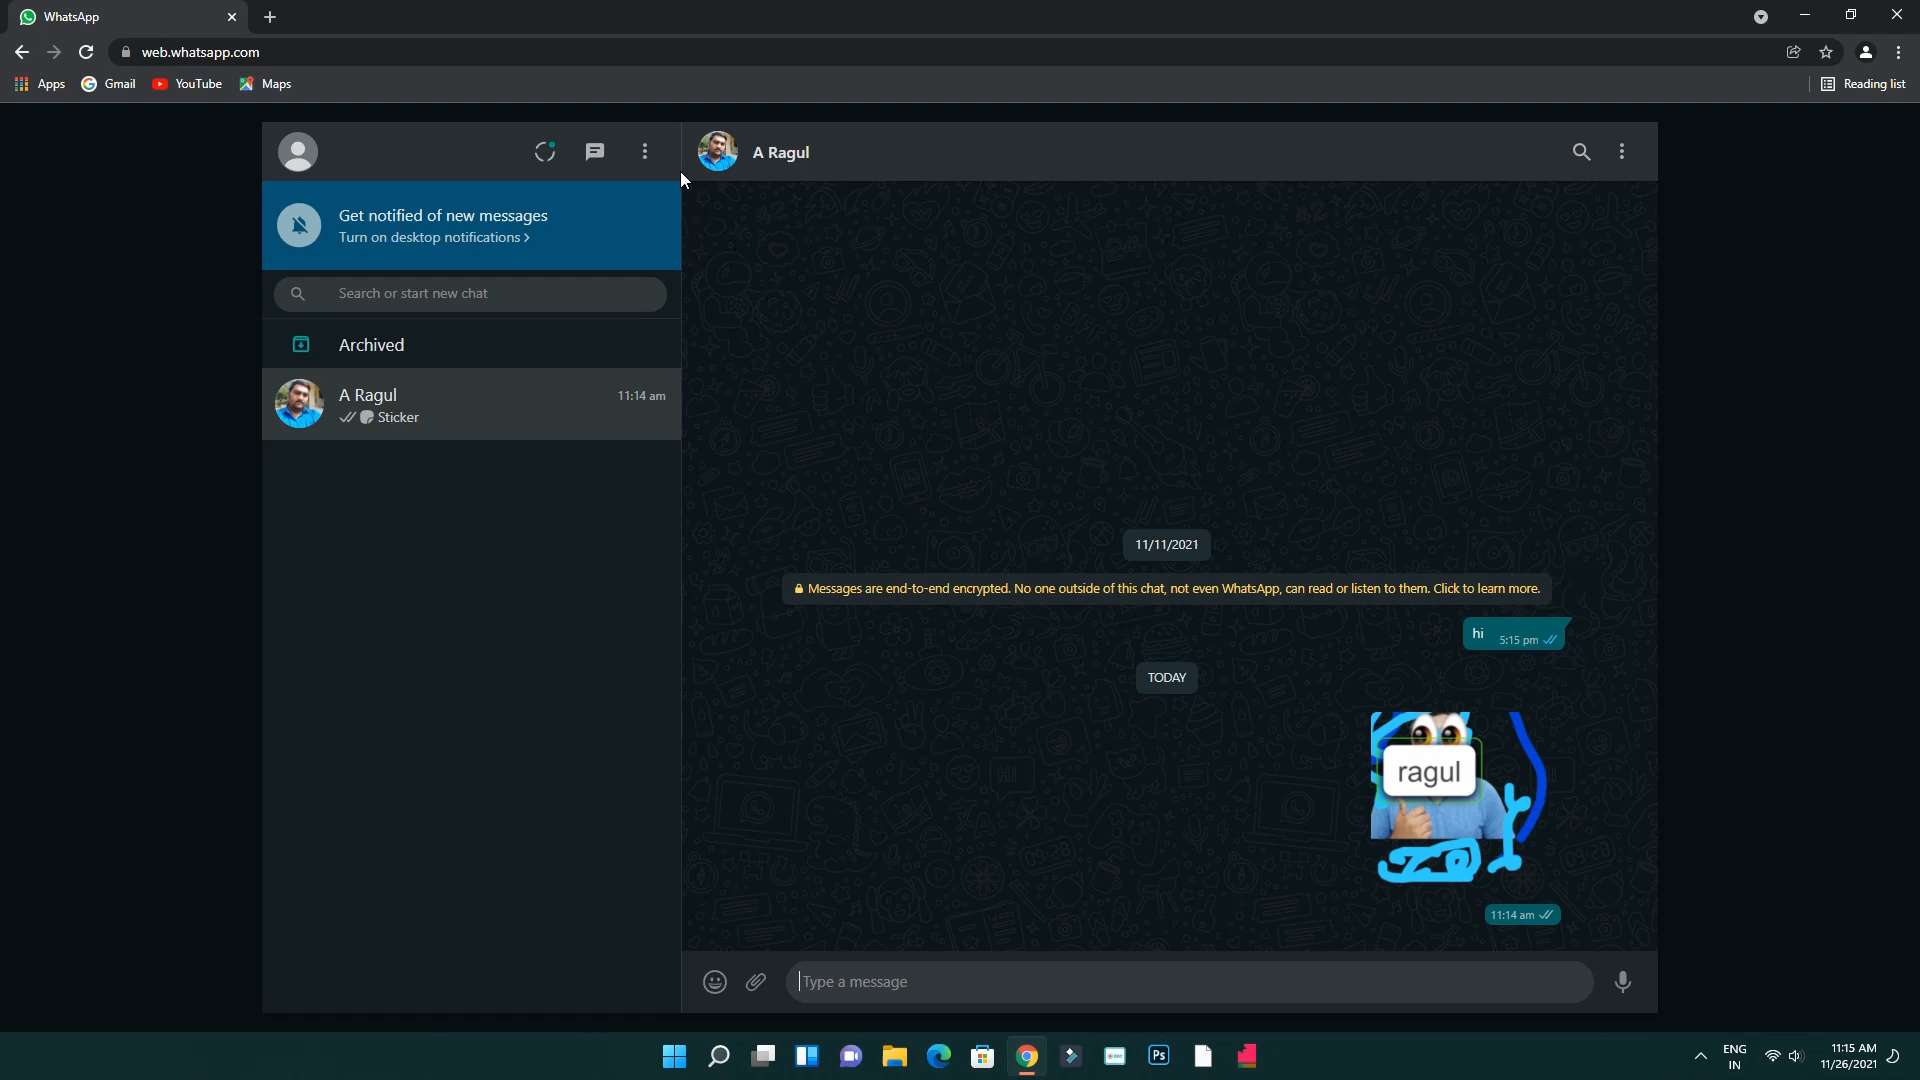 WhatsApp
web.whatsapp.com
Apps
Gmail
YouTube
Maps
Reading list
A Ragul
Get notified of new messages
Turn on desktop notifications >
Search or start new chat
Archived
A Ragul
11:14 am
Sticker
11/11/2021
Messages are end-to-end encrypted. No one outside of this chat, not even WhatsApp, can read or listen to them. Click to learn more.
hi
5:15 pm
TODAY
ragul
11:14 am
Type a message
Ps
ENG
IN
11:15 AM
11/26/2021